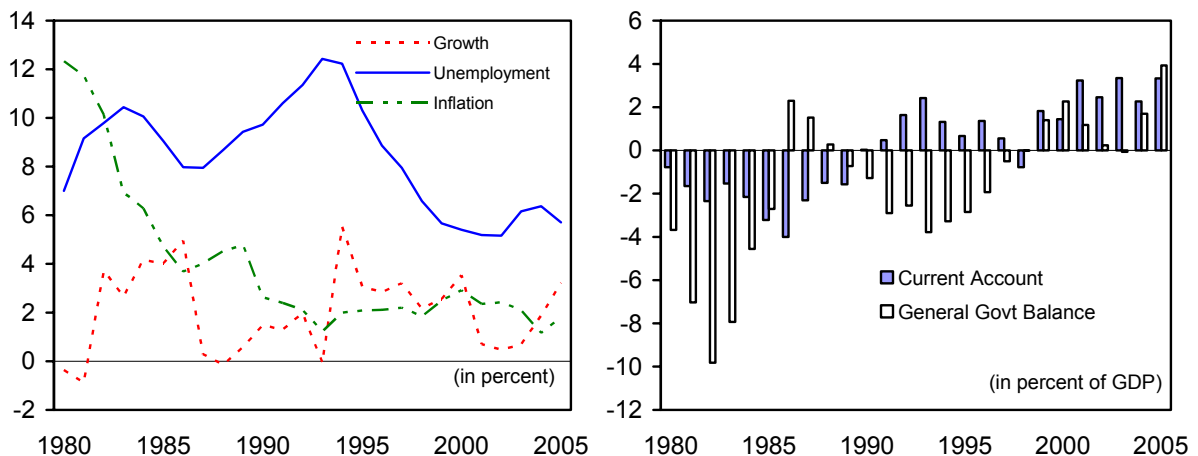 14
12
10
8
6
4
2
0
-2
Growth
Unemployment
Inflation
(in percent)
1980 1985 1990 1995 2000 2005
6
4
2
0
-2
-4
-6
-8
-10
-12
Current Account
General Govt Balance
(in percent of GDP)
1980 1985 1990 1995 2000 2005